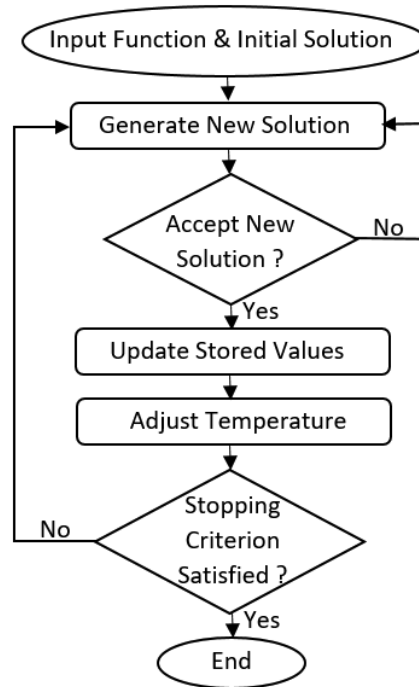 Input Function & Initial Solution
Generate New Solution
Accept New
Solution ?
No
Yes
Update Stored Values
Adjust Temperature
Stopping
Criterion
Satisfied ?
No
Yes
End